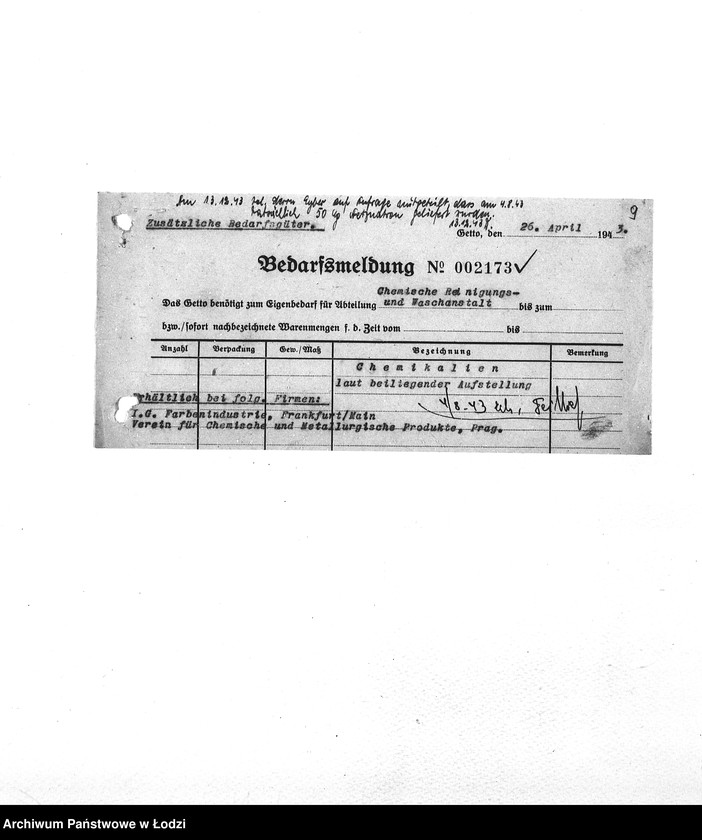 Am 13.12.43 tel. Herrn Eyber auf Anfrage mitgeteilt, dass am 4.8.43
tatsächlich 50 kg geliefert wurden.
13.12.43
9
Zusätzliche Bedarfsgüter.
Getto, den 26. April 1943.
Bedarfsmeldung No 002173 ✓
Chemische Reinigungs-
Das Getto benötigt zum Eigenbedarf für Abteilung und Waschanstalt bis zum
bzw./sofort nachbezeichnete Warenmengen f. d. Zeit vom bis
Anzahl Verpackung Gew./Maß Bezeichnung Bemerkung
Chemikalien
laut beiliegender Aufstellung
Erhältlich bei folg. Firmen:
4/8-43
I.G. Farbenindustrie, Frankfurt/Main
Verein für Chemische und Metallurgische Produkte, Prag.
Archiwum Państwowe w Łodzi